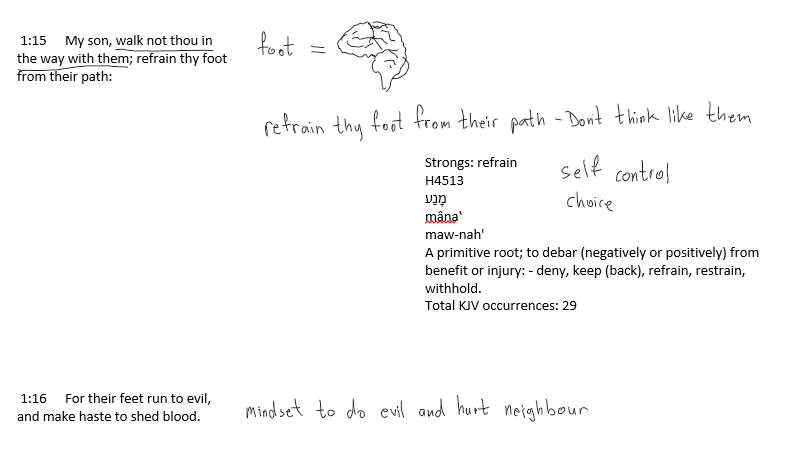 1:15 My son, walk not thou in
the way with them; refrain thy foot
from their path:
foot =
refrain thy foot from their path - Dont think like them
Strongs: refrain
H4513
מָנַע
mânaʻ
maw-nah'
A primitive root; to debar (negatively or positively) from
benefit or injury: - deny, keep (back), refrain, restrain,
withhold.
Total KJV occurrences: 29
self control
choice
1:16 For their feet run to evil,
and make haste to shed blood.
mindset to do evil and hurt neighbour